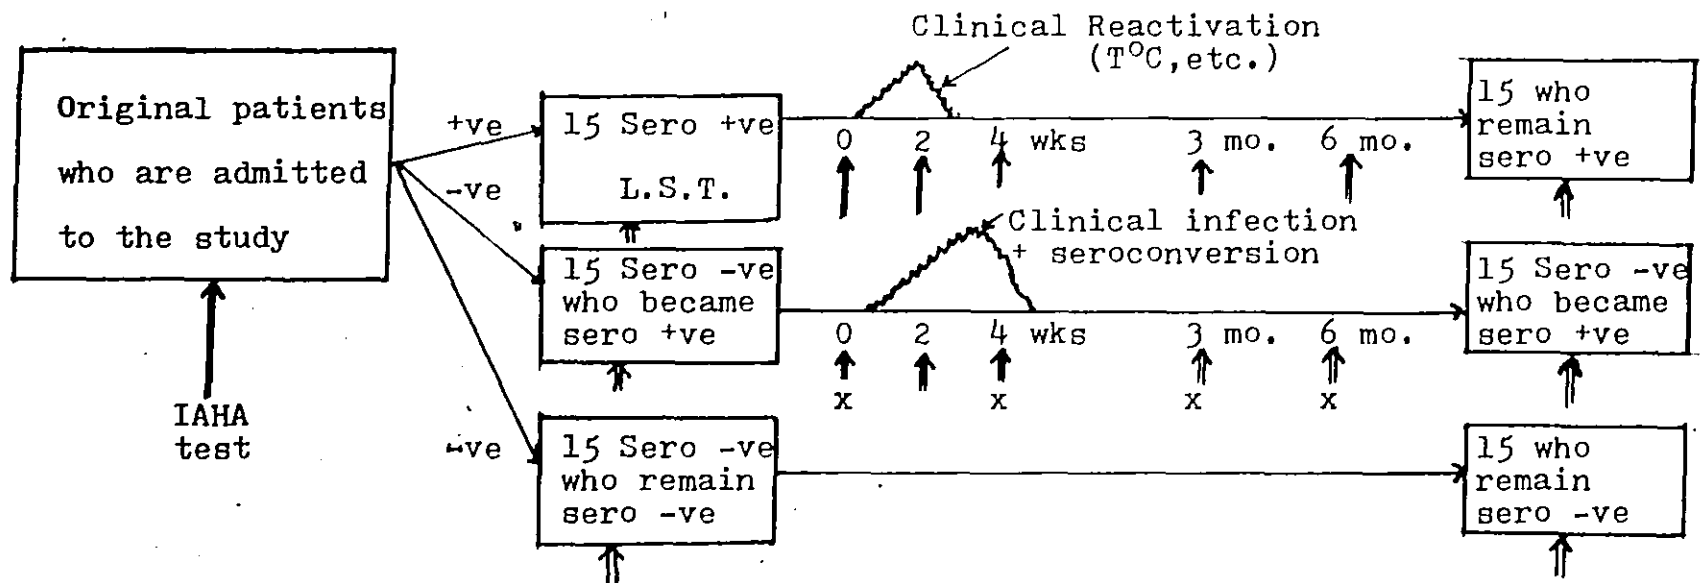 Clinical Reactivation
(T°C,etc.)
Original patients
who are admitted
to the study
+ve
-ve
-ve
IAHA
test
15 Sero +ve
L.S.T.
0 2 4 wks 3 mo. 6 mo.
15 who
remain
sero +ve
Clinical infection
+ seroconversion
15 Sero -ve
who became
sero +ve
0 2 4 wks 3 mo. 6 mo.
x x x x
15 Sero -ve
who became
sero +ve
15 Sero -ve
who remain
sero -ve
15 who
remain
sero -ve